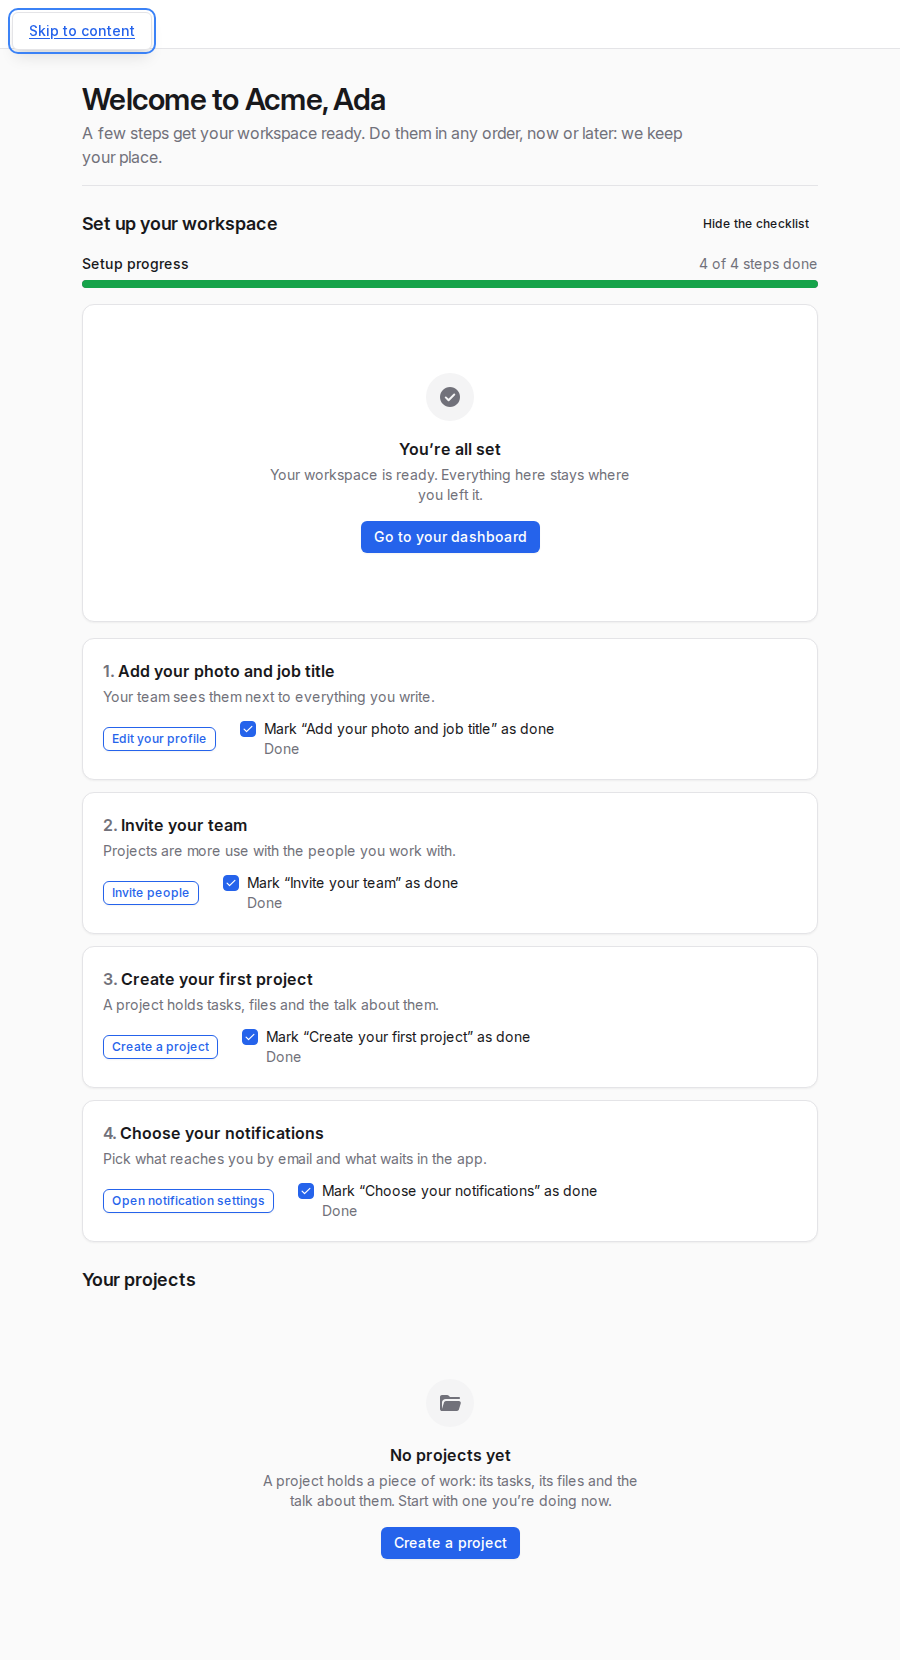 Skip to content
Welcome to Acme, Ada
A few steps get your workspace ready. Do them in any order, now or later: we keep
your place.
Set up your workspace
Hide the checklist
Setup progress
4 of 4 steps done
You’re all set
Your workspace is ready. Everything here stays where
you left it.
Go to your dashboard
1. Add your photo and job title
Your team sees them next to everything you write.
Edit your profile
Mark “Add your photo and job title” as done
Done
2. Invite your team
Projects are more use with the people you work with.
Invite people
Mark “Invite your team” as done
Done
3. Create your first project
A project holds tasks, files and the talk about them.
Create a project
Mark “Create your first project” as done
Done
4. Choose your notifications
Pick what reaches you by email and what waits in the app.
Open notification settings
Mark “Choose your notifications” as done
Done
Your projects
No projects yet
A project holds a piece of work: its tasks, its files and the
talk about them. Start with one you’re doing now.
Create a project